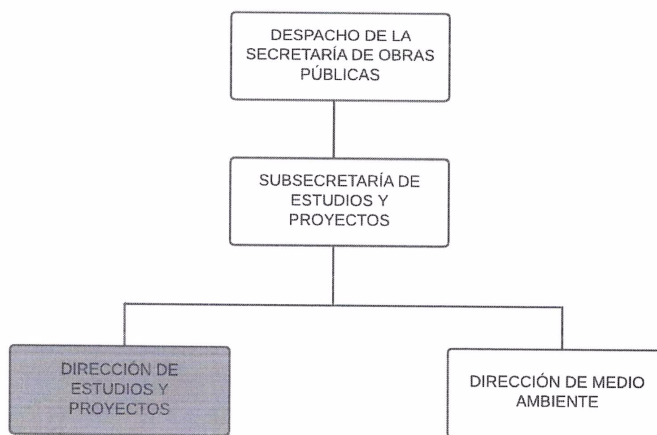 DESPACHO DE LA
SECRETARÍA DE OBRAS
PÚBLICAS
SUBSECRETARÍA DE
ESTUDIOS Y
PROYECTOS
DIRECCIÓN DE
ESTUDIOS Y
PROYECTOS
DIRECCIÓN DE MEDIO
AMBIENTE